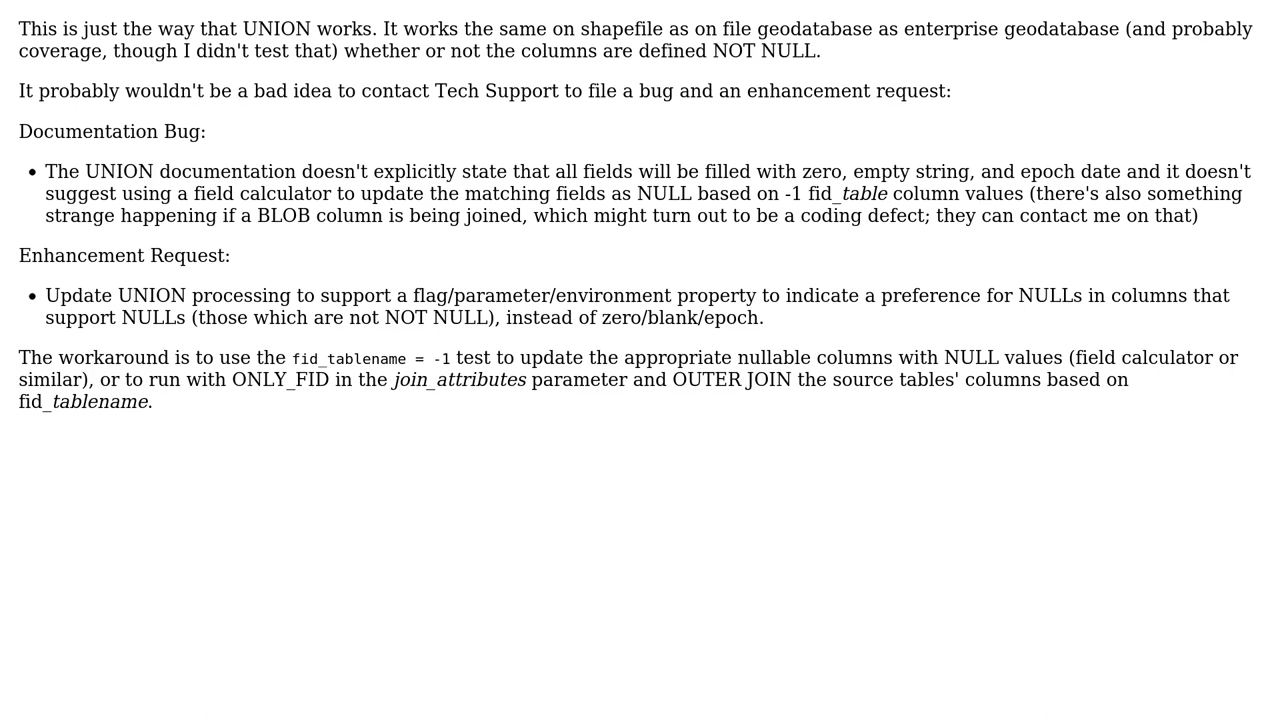 This is just the way that UNION works. It works the same on shapefile as on file geodatabase as enterprise geodatabase (and probably
coverage, though I didn't test that) whether or not the columns are defined NOT NULL.
It probably wouldn't be a bad idea to contact Tech Support to file a bug and an enhancement request:
Documentation Bug:
• The UNION documentation doesn't explicitly state that all fields will be filled with zero, empty string, and epoch date and it doesn't
suggest using a field calculator to update the matching fields as NULL based on -1 fid_table column values (there's also something
strange happening if a BLOB column is being joined, which might turn out to be a coding defect; they can contact me on that)
Enhancement Request:
• Update UNION processing to support a flag/parameter/environment property to indicate a preference for NULLs in columns that
support NULLs (those which are not NOT NULL), instead of zero/blank/epoch.
The workaround is to use the fid_tablename = -1 test to update the appropriate nullable columns with NULL values (field calculator or
similar), or to run with ONLY_FID in the join_attributes parameter and OUTER JOIN the source tables' columns based on
fid_tablename.